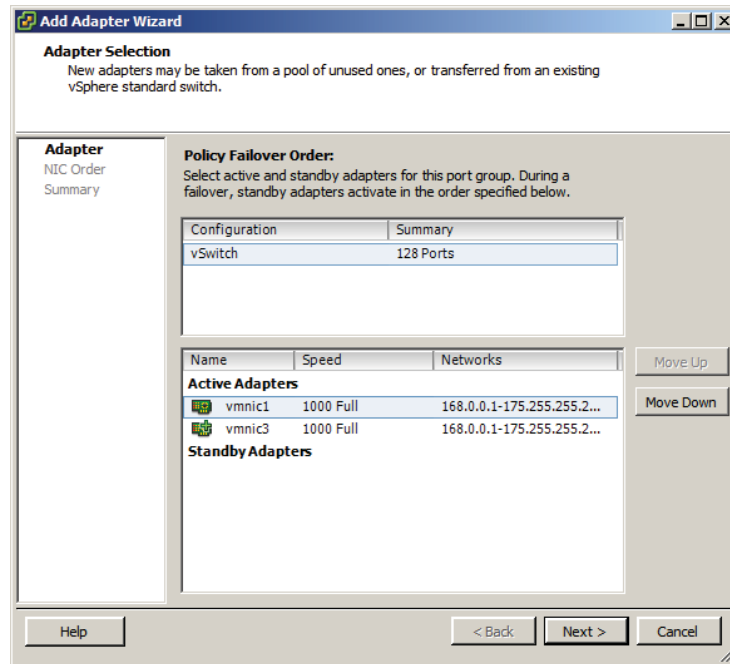 Add Adapter Wizard
Adapter Selection
New adapters may be taken from a pool of unused ones, or transferred from an existing
vSphere standard switch.
Adapter
NIC Order
Summary
Policy Failover Order:
Select active and standby adapters for this port group. During a
failover, standby adapters activate in the order specified below.
Configuration Summary
vSwitch 128 Ports
Name Speed Networks
Active Adapters
vmnic1 1000 Full 168.0.0.1-175.255.255.2...
vmnic3 1000 Full 168.0.0.1-175.255.255.2...
Standby Adapters
Move Up
Move Down
Help
< Back
Next >
Cancel